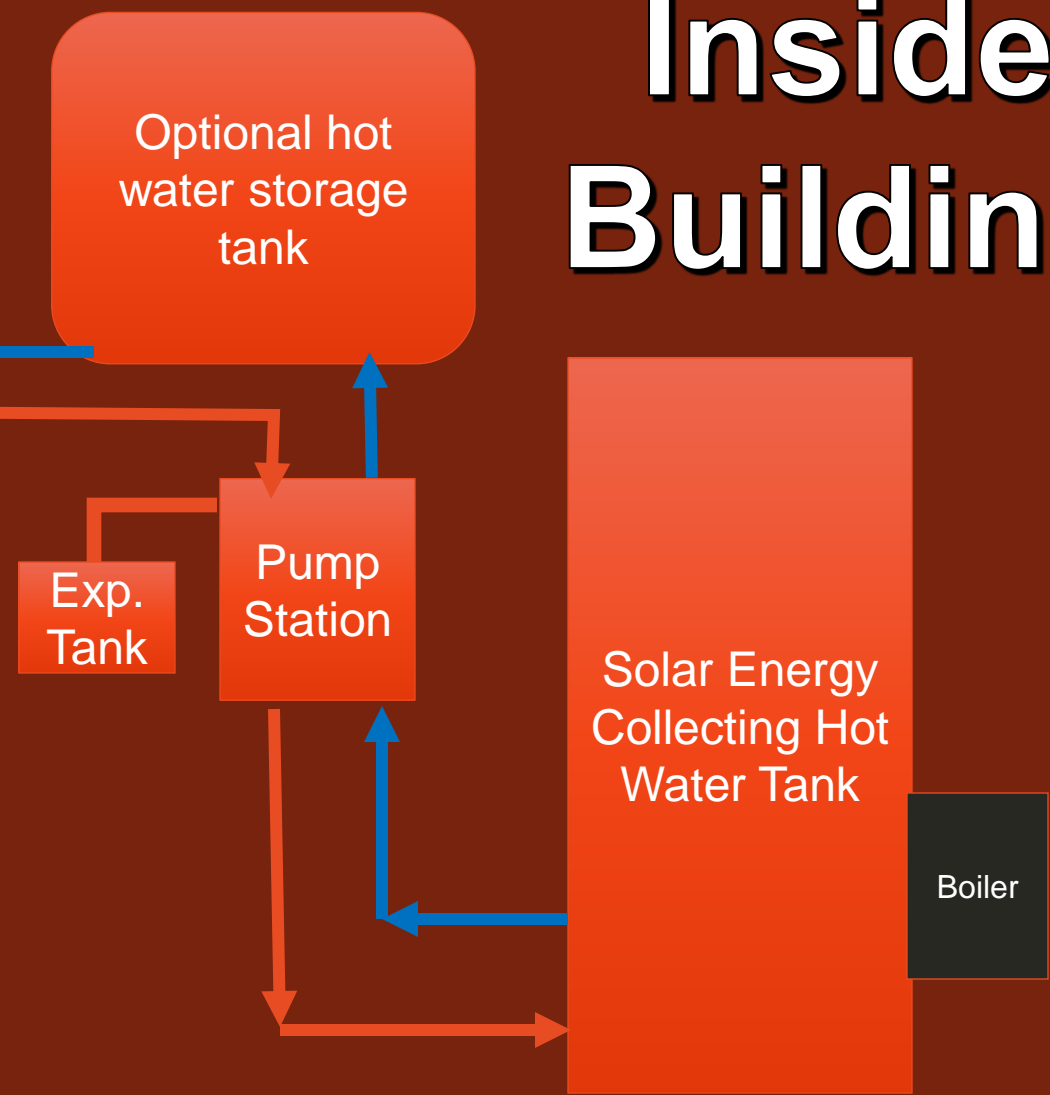 Inside
Buildin
Optional hot
water storage
tank
Pump
Station
Exp.
Tank
Solar Energy
Collecting Hot
Water Tank
Boiler